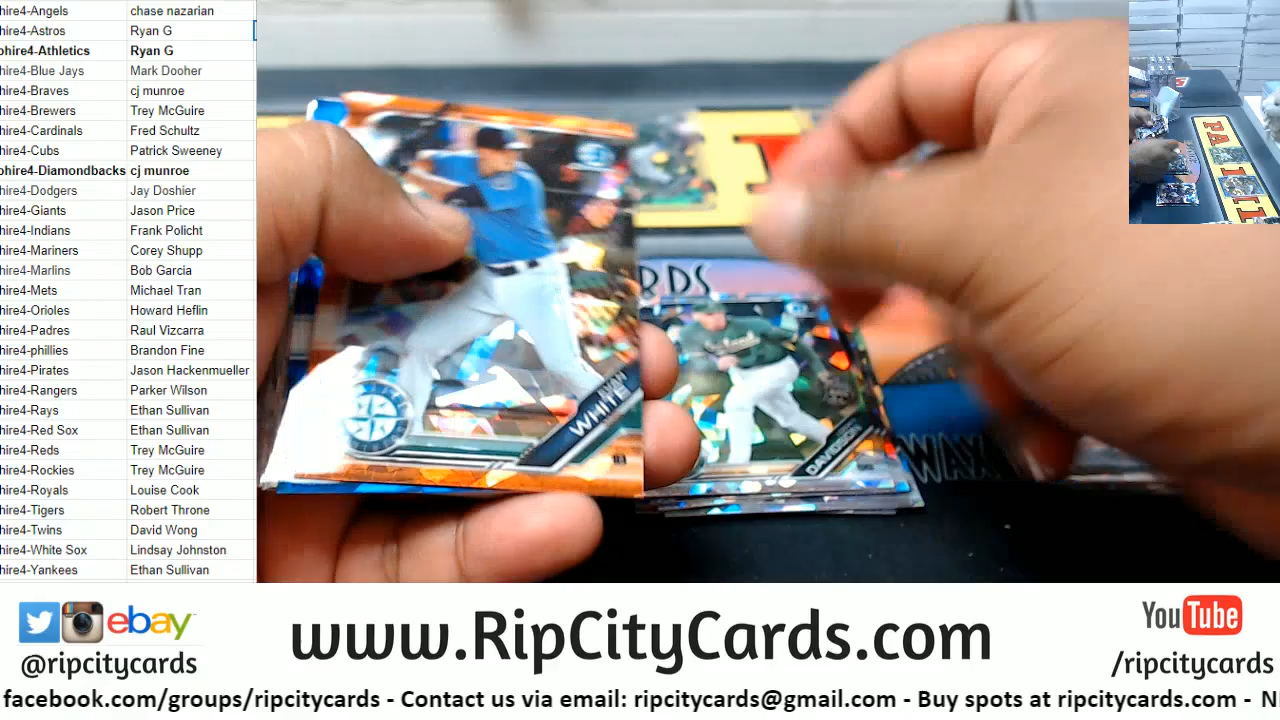 hire4-Angels chase nazarian
hire4-Astros Ryan G
phire4-Athletics Ryan G
hire4-Blue Jays Mark Dooher
hire4-Braves cj munroe
hire4-Brewers Trey McGuire
hire4-Cardinals Fred Schultz
hire4-Cubs Patrick Sweeney
phire4-Diamondbacks cj munroe
hire4-Dodgers Jay Doshier
hire4-Giants Jason Price
hire4-Indians Frank Policht
hire4-Mariners Corey Shupp
hire4-Marlins Bob Garcia
hire4-Mets Michael Tran
hire4-Orioles Howard Heflin
hire4-Padres Raul Vizcarra
hire4-phillies Brandon Fine
hire4-Pirates Jason Hackenmueller
hire4-Rangers Parker Wilson
hire4-Rays Ethan Sullivan
hire4-Red Sox Ethan Sullivan
hire4-Reds Trey McGuire
hire4-Rockies Trey McGuire
hire4-Royals Louise Cook
hire4-Tigers Robert Throne
hire4-Twins David Wong
hire4-White Sox Lindsay Johnston
hire4-Yankees Ethan Sullivan
WHITE
RDS
DAVIDSON
WAX
ebay
@ripcitycards
www.RipCityCards.com
YouTube
/ripcitycards
facebook.com/groups/ripcitycards - Contact us via email: ripcitycards@gmail.com - Buy spots at ripcitycards.com - N